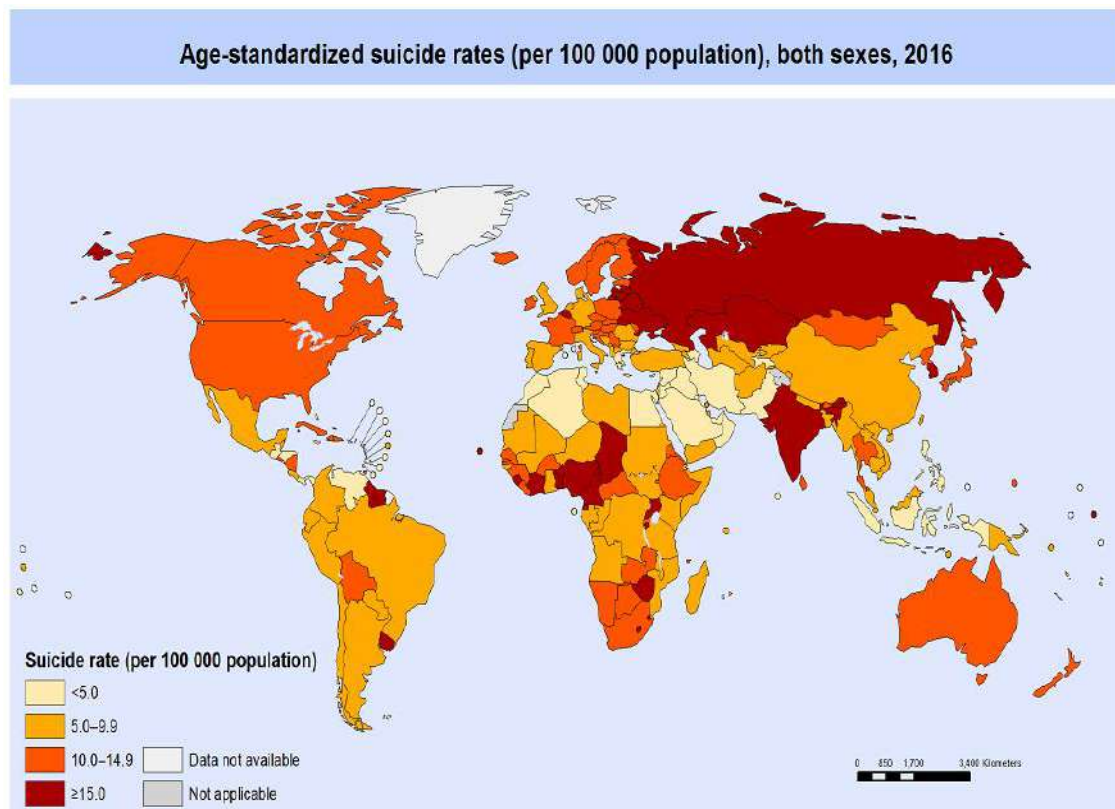 Age-standardized suicide rates (per 100 000 population), both sexes, 2016
Suicide rate (per 100 000 population)
<5.0
5.0–9.9
10.0–14.9
≥15.0
Data not available
Not applicable
0 850 1,700 3,400 Kilometers